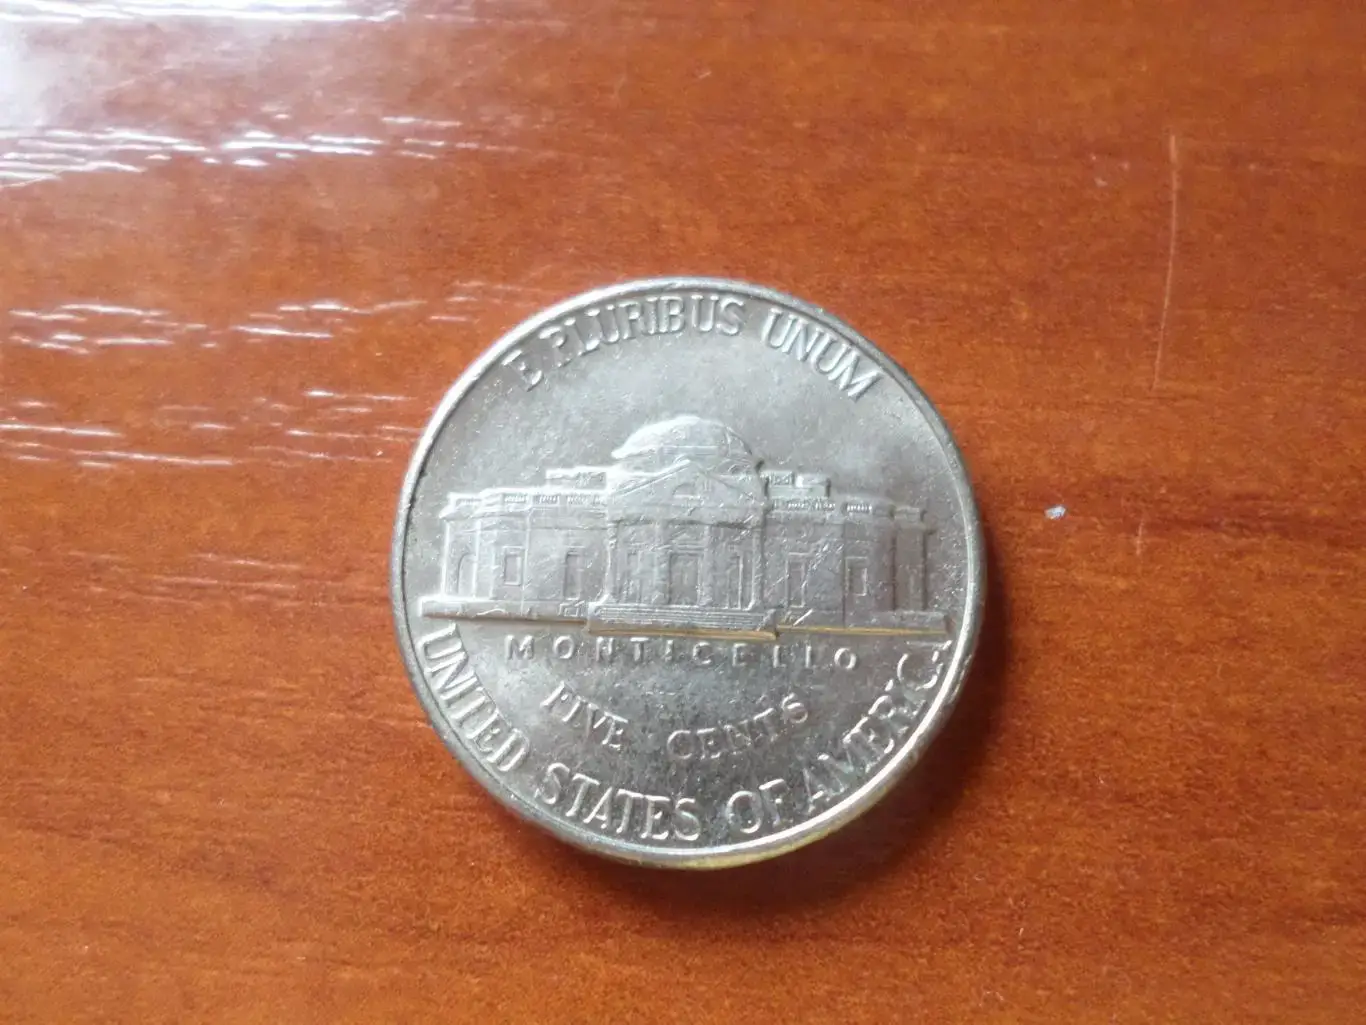 E PLURIBUS UNUM
MONTICELLO
FIVE CENTS
UNITED STATES OF AMERICA